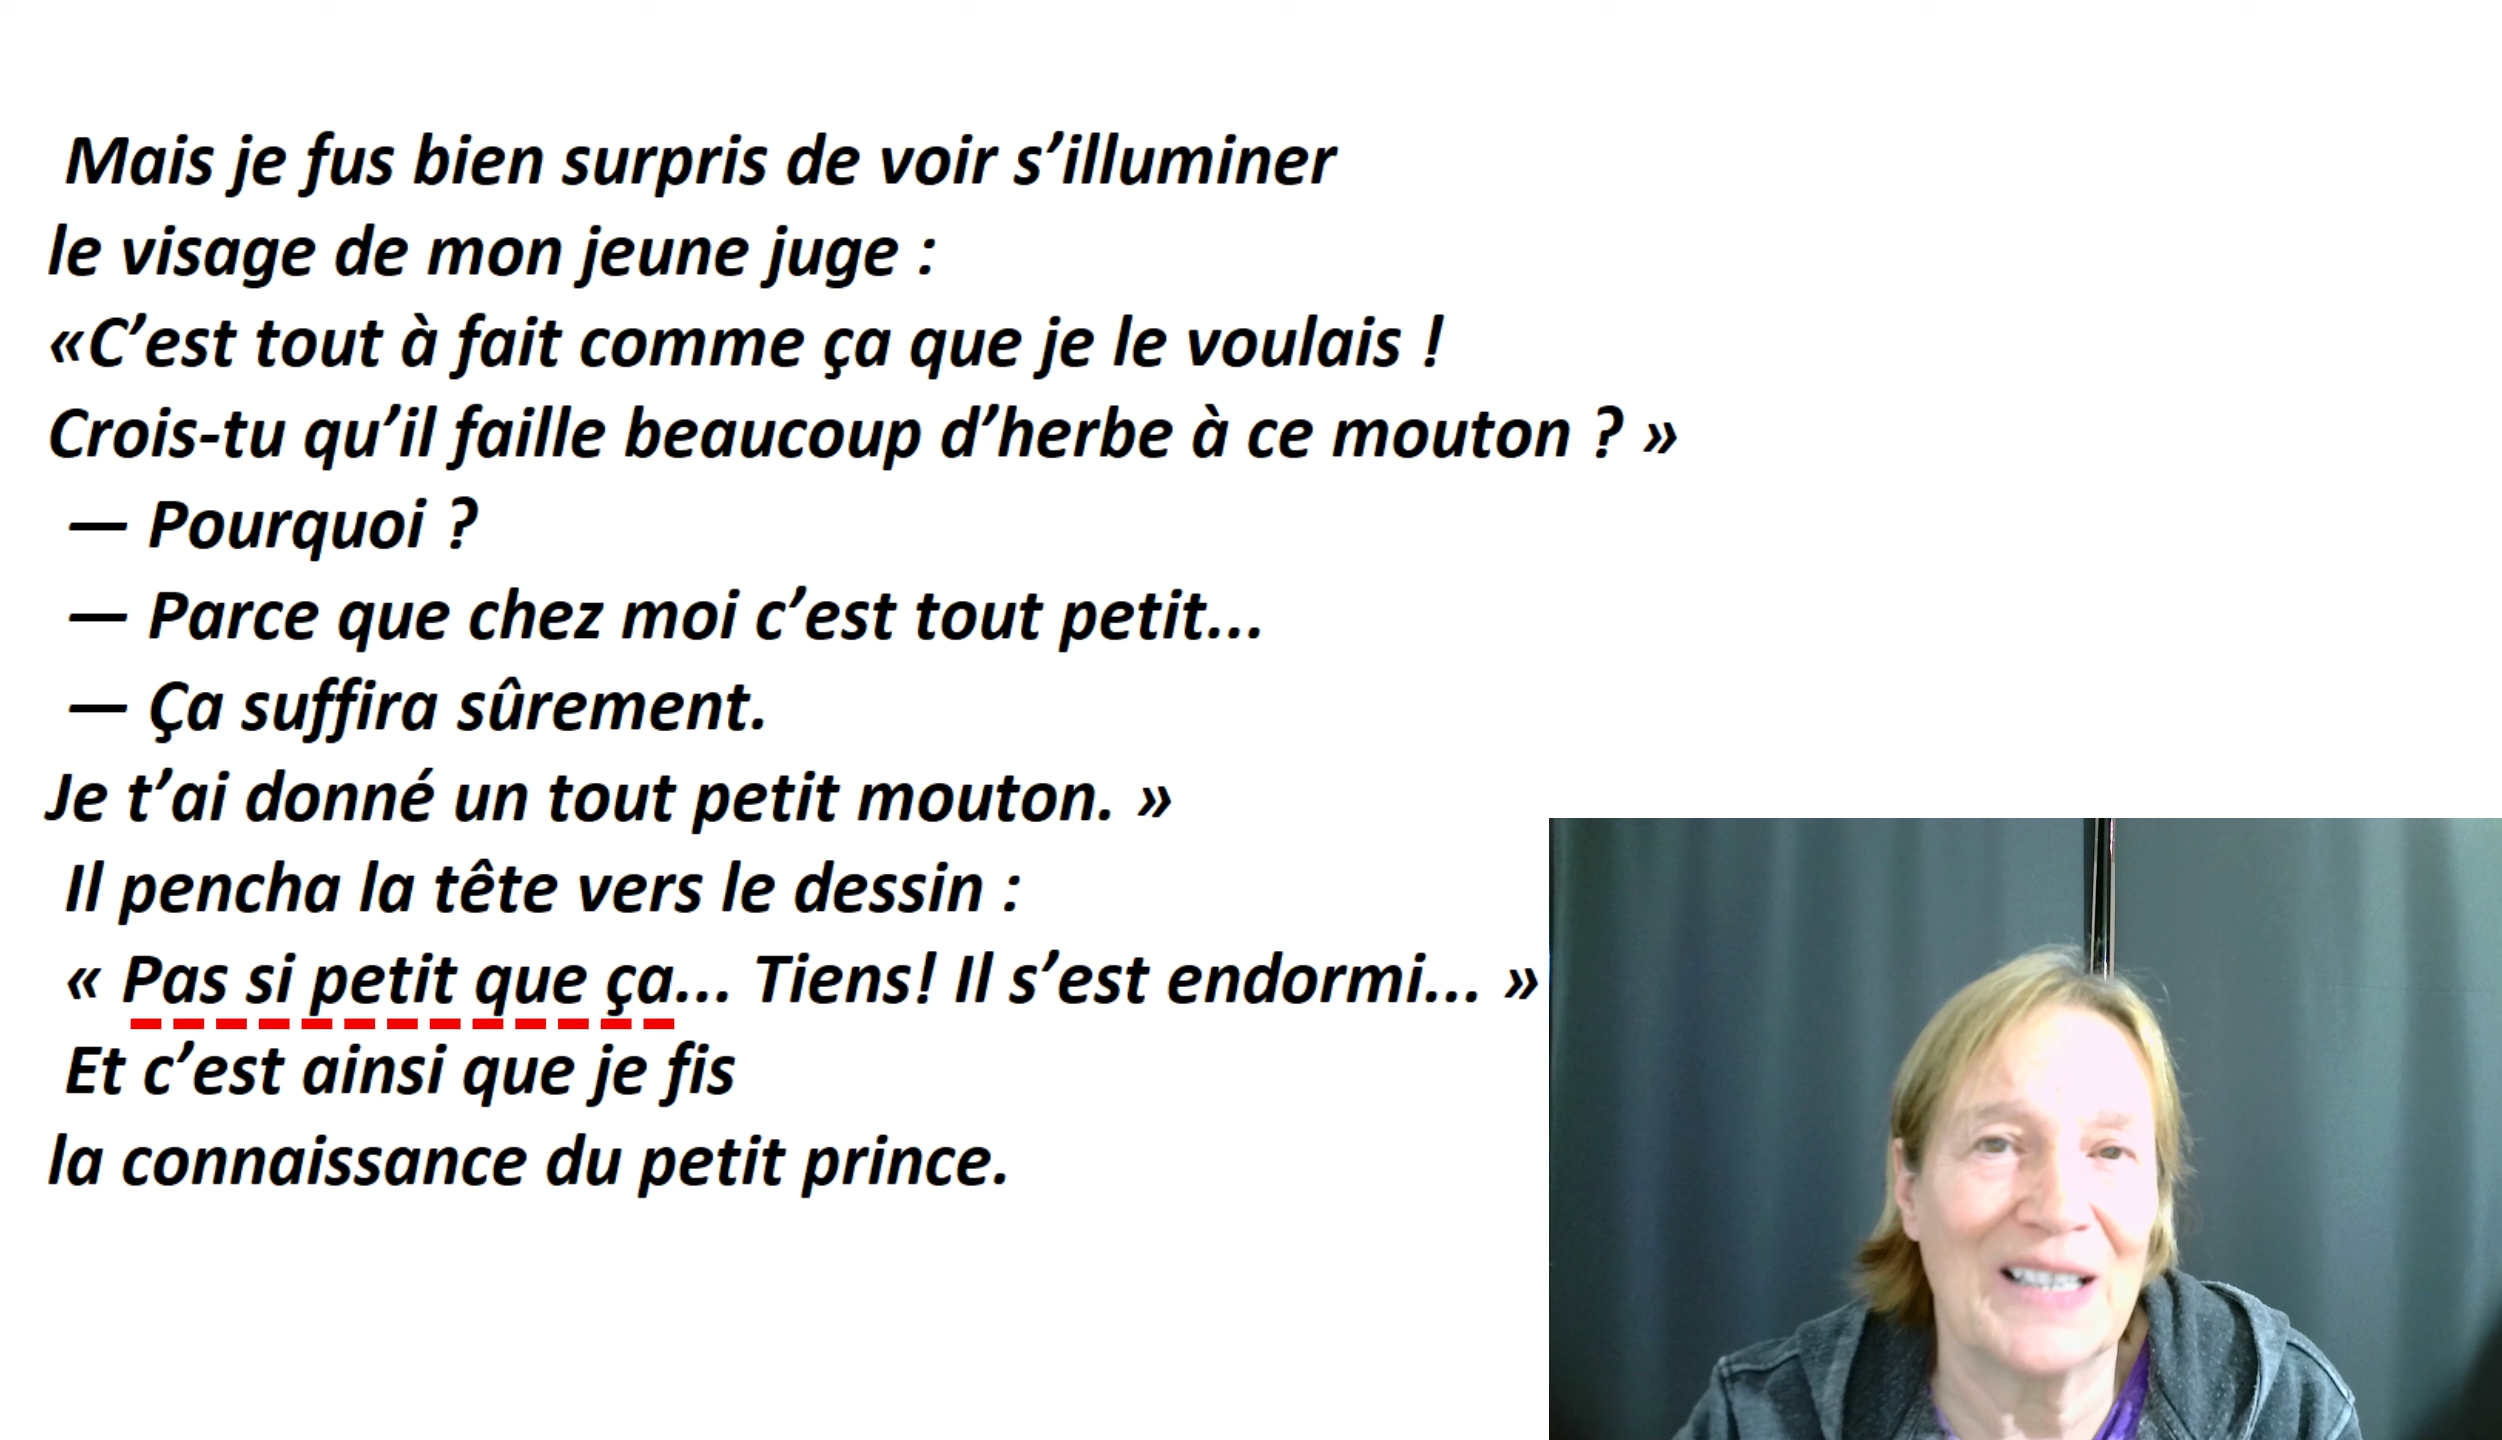 Mais je fus bien surpris de voir s’illuminer
le visage de mon jeune juge :
«C’est tout à fait comme ça que je le voulais !
Crois-tu qu’il faille beaucoup d’herbe à ce mouton ? »
— Pourquoi ?
— Parce que chez moi c’est tout petit...
— Ça suffira sûrement.
Je t’ai donné un tout petit mouton. »
Il pencha la tête vers le dessin :
« Pas si petit que ça... Tiens! Il s’est endormi... »
Et c’est ainsi que je fis
la connaissance du petit prince.